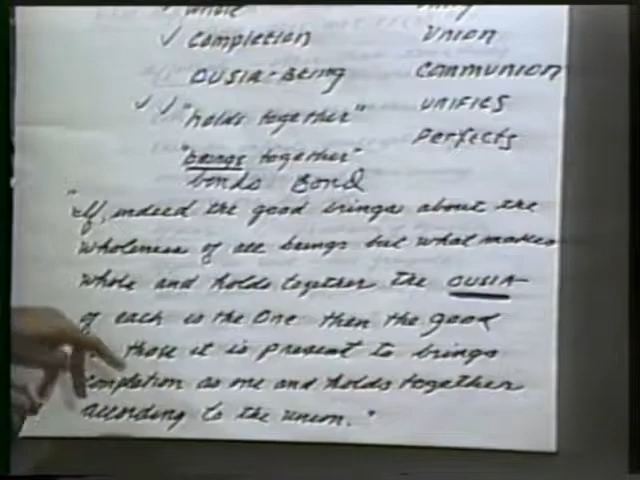 whole
✓ Completion Union
OUSIA-Being Communion
✓ ✓ "holds together" unifies
perfects
"brings together"
bonds Bond
"If, indeed the good brings about the
wholeness of all beings but what makes
whole and holds together the OUSIA
of each is the One then the good
those it is present to brings
completion as one and holds together
according to the union."